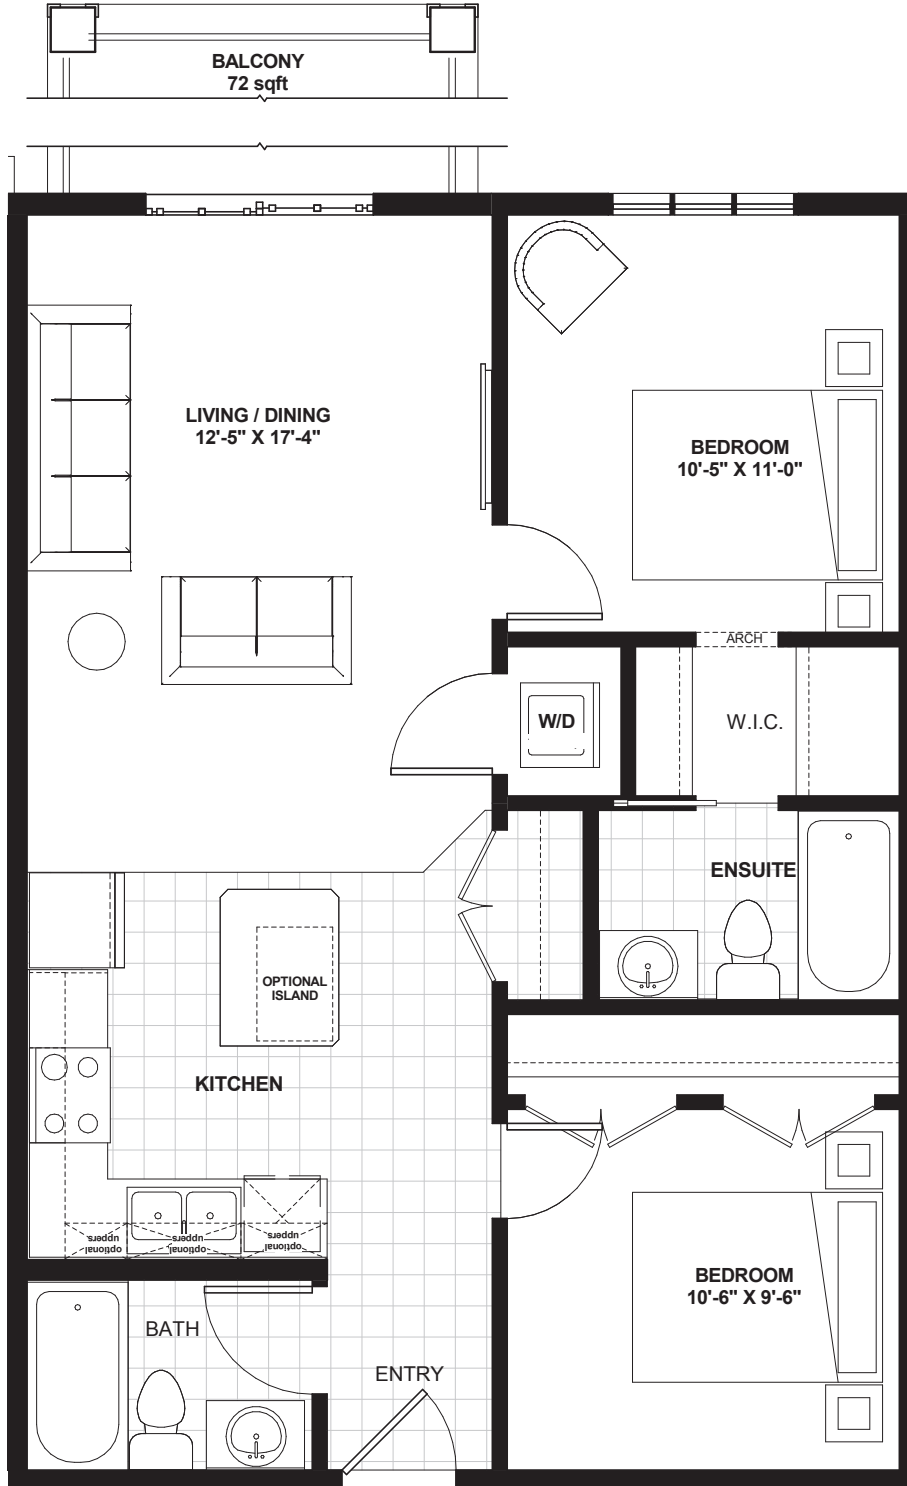 BALCONY
72 sqft
LIVING / DINING
12'-5" X 17'-4"
BEDROOM
10'-5" X 11'-0"
ARCH
W/D
W.I.C.
ENSUITE
OPTIONAL
ISLAND
KITCHEN
optional
uppers
optional
uppers
optional
uppers
BEDROOM
10'-6" X 9'-6"
BATH
ENTRY